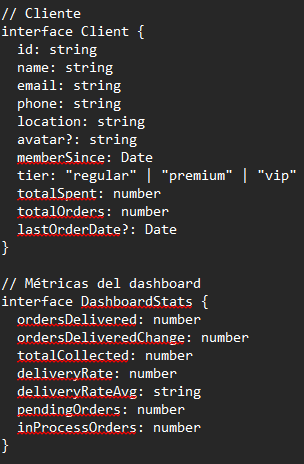 // Cliente
interface Client {
  id: string
  name: string
  email: string
  phone: string
  location: string
  avatar?: string
  memberSince: Date
  tier: "regular" | "premium" | "vip"
  totalSpent: number
  totalOrders: number
  lastOrderDate?: Date
}

// Métricas del dashboard
interface DashboardStats {
  ordersDelivered: number
  ordersDeliveredChange: number
  totalCollected: number
  deliveryRate: number
  deliveryRateAvg: string
  pendingOrders: number
  inProcessOrders: number
}